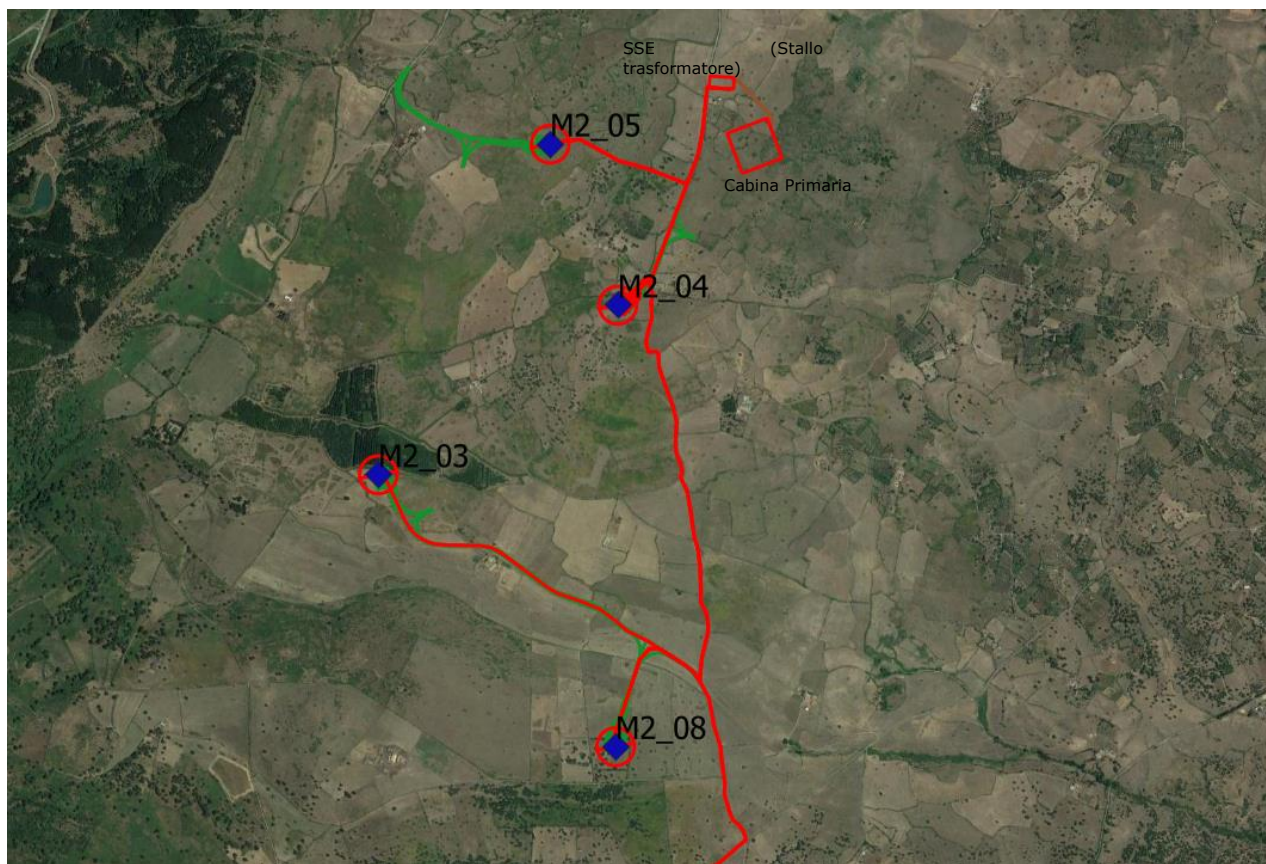 SSE (Stallo
trasformatore)
M2_05
Cabina Primaria
M2_04
M2_03
M2_08